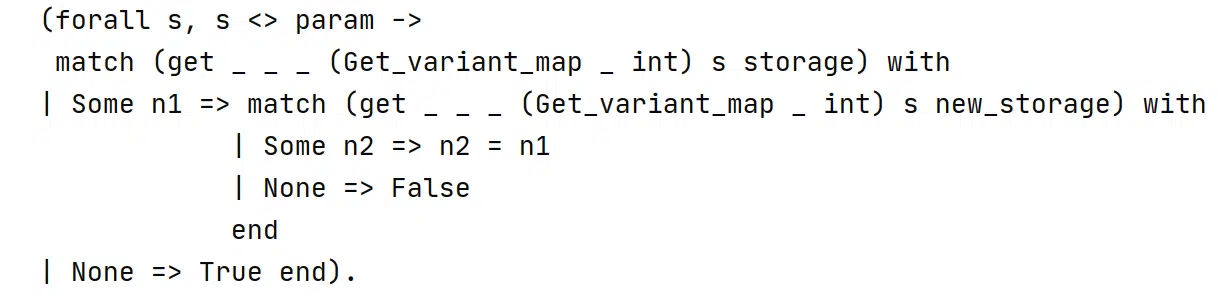 (forall s, s <> param ->
match (get _ _ _ (Get_variant_map _ int) s storage) with
| Some n1 => match (get _ _ _ (Get_variant_map _ int) s new_storage) with
| Some n2 => n2 = n1
| None => False
end
| None => True end).